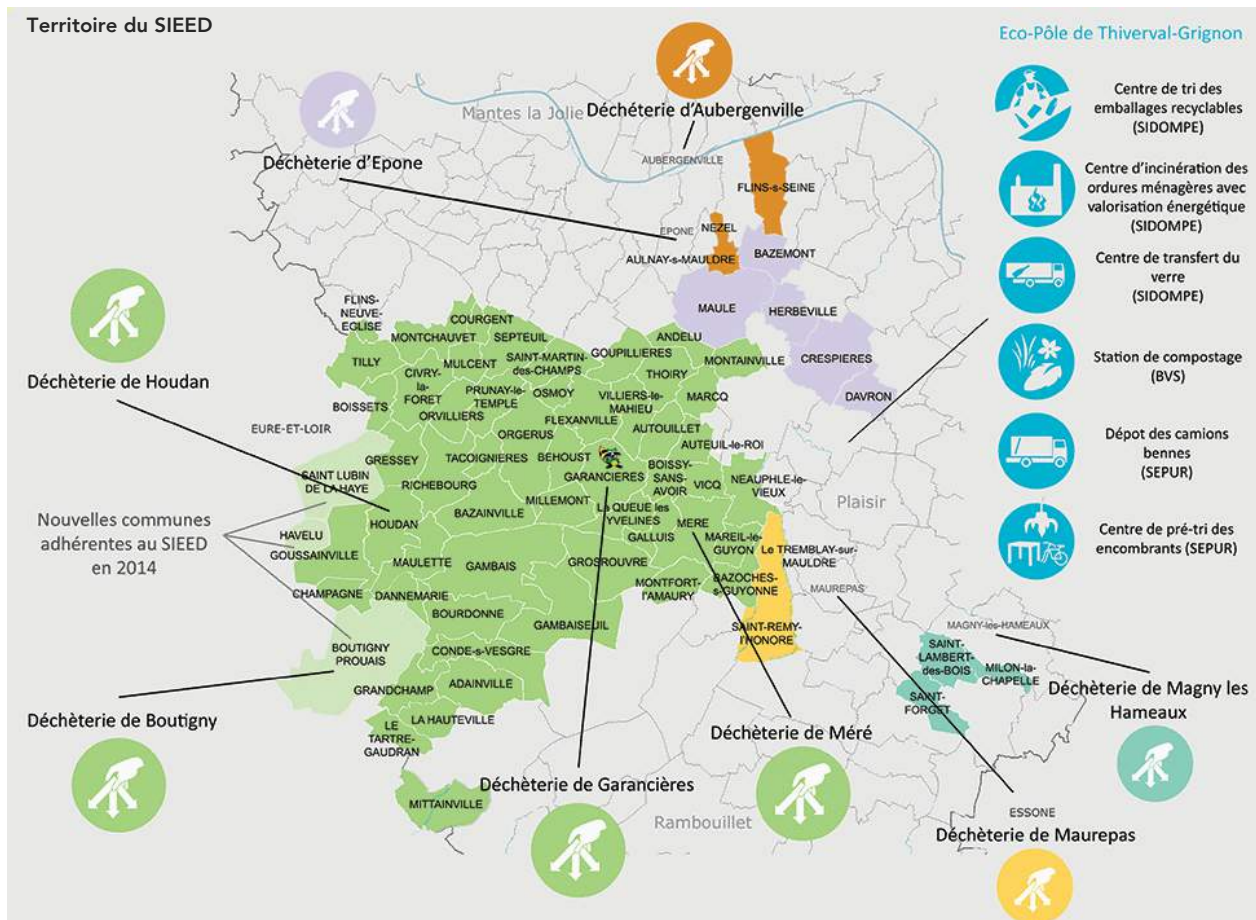 Territoire du SIEED
Eco-Pôle de Thiverval-Grignon
Centre de tri des
emballages recyclables
(SIDOMPE)
Centre d'incinération des
ordures ménagères avec
valorisation énergétique
(SIDOMPE)
Centre de transfert du
verre
(SIDOMPE)
Station de compostage
(BVS)
Dépot des camions
bennes
(SEPUR)
Centre de pré-tri des
encombrants (SEPUR)
Mantes la Jolie
Déchéterie d'Aubergenville
Déchèterie d'Epone
AUBERGENVILLE
FLINS-s-SEINE
EPONE
NEZEL
AULNAY-s-MAULDRE
BAZEMONT
MAULE
HERBEVILLE
CRESPIERES
DAVRON
FLINS-
NEUVE-
EGLISE
COURGENT
MONTCHAUVET
SEPTEUIL
ANDELU
TILLY
MULCENT
SAINT-MARTIN-
des-CHAMPS
GOUPILLIERES
MONTAINVILLE
CIVRY-
la-
FORET
THOIRY
PRUNAY-le-
TEMPLE
OSMOY
VILLIERS-le-
MAHIEU
MARCQ
BOISSETS
ORVILLIERS
FLEXANVILLE
AUTOUILLET
EURE-ET-LOIR
ORGERUS
AUTEUIL-le-ROI
GRESSEY
TACOIGNIERES
BEHOUST
GARANCIERES
BOISSY-
SANS-
AVOIR
VICQ
NEAUPHLE-le-
VIEUX
SAINT LUBIN
DE LA HAYE
RICHEBOURG
MILLEMONT
LA QUEUE les
YVELINES
Plaisir
HOUDAN
BAZAINVILLE
MERE
GALLUIS
MAREIL-le-
GUYON
HAVELU
GOUSSAINVILLE
MAULETTE
GAMBAIS
GROSROUVRE
Le TREMBLAY-sur-
MAULDRE
CHAMPAGNE
DANNEMARIE
MONTFORT-
l'AMAURY
BAZOCHES-
s-GUYONNE
MAUREPAS
BOURDONNE
GAMBAISEUIL
SAINT-REMY-
l'HONORE
MAGNY-les-HAMEAUX
BOUTIGNY
PROUAIS
CONDE-s-VESGRE
SAINT-
LAMBERT-
des-BOIS
MILON-la-
CHAPELLE
GRANDCHAMP
ADAINVILLE
SAINT-
FORGET
LA HAUTEVILLE
LE
TARTRE-
GAUDRAN
MITTAINVILLE
Rambouillet
ESSONE
Déchèterie de Houdan
Nouvelles communes
adhérentes au SIEED
en 2014
Déchèterie de Boutigny
Déchèterie de Garancières
Déchèterie de Méré
Déchèterie de Magny les
Hameaux
Déchèterie de Maurepas